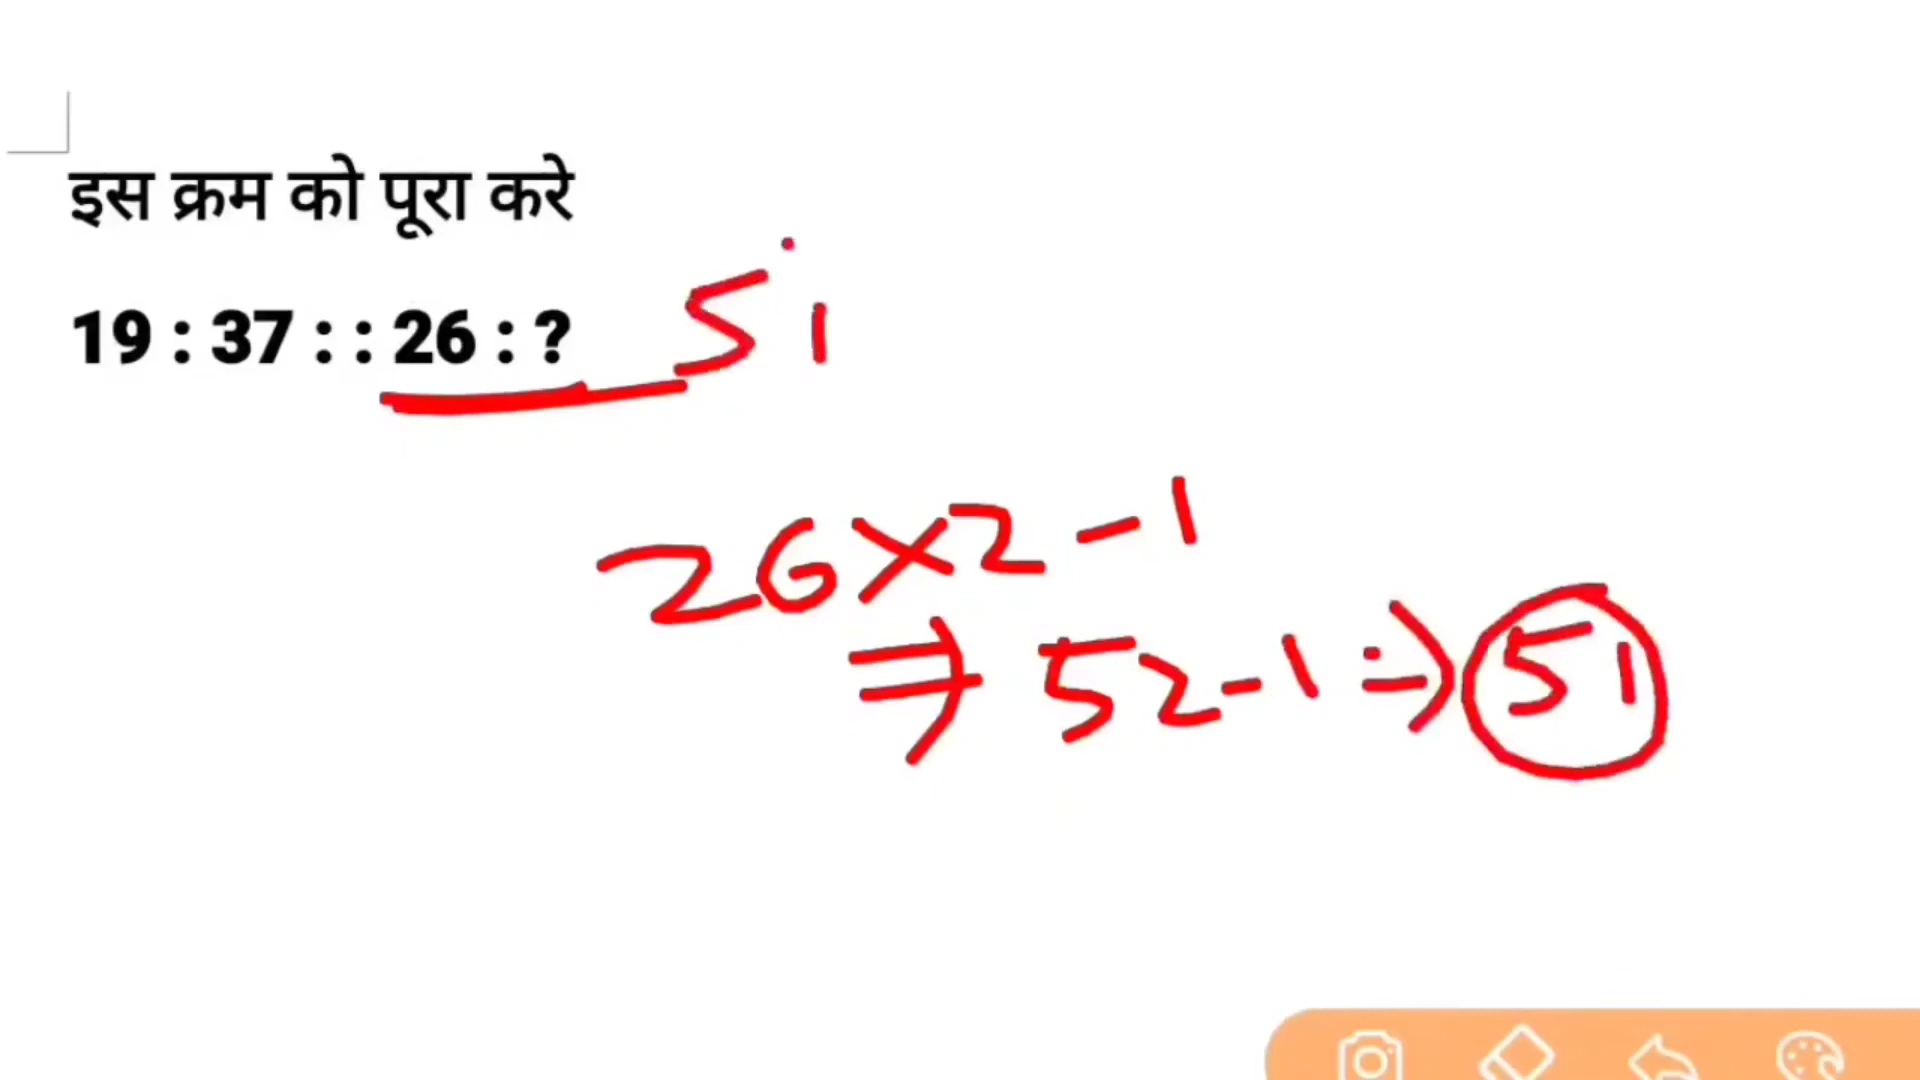 इस क्रम को पूरा करे
19 : 37 : : 26 : ? 51
26×2-1
⇒ 52-1 ⇒ 51